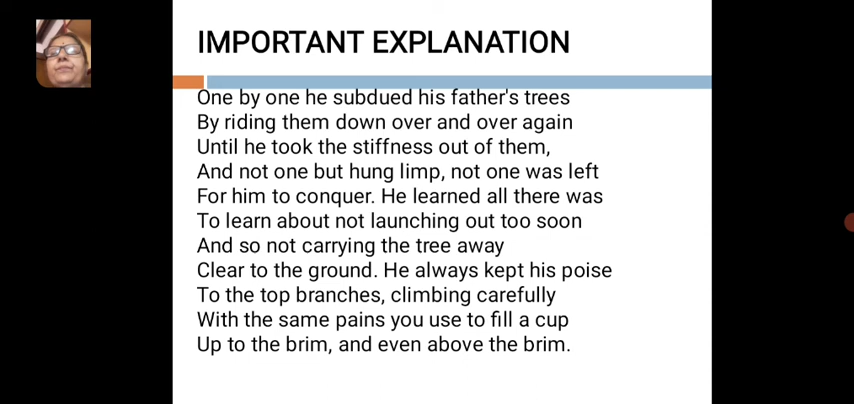 IMPORTANT EXPLANATION
One by one he subdued his father's trees
By riding them down over and over again
Until he took the stiffness out of them,
And not one but hung limp, not one was left
For him to conquer. He learned all there was
To learn about not launching out too soon
And so not carrying the tree away
Clear to the ground. He always kept his poise
To the top branches, climbing carefully
With the same pains you use to fill a cup
Up to the brim, and even above the brim.